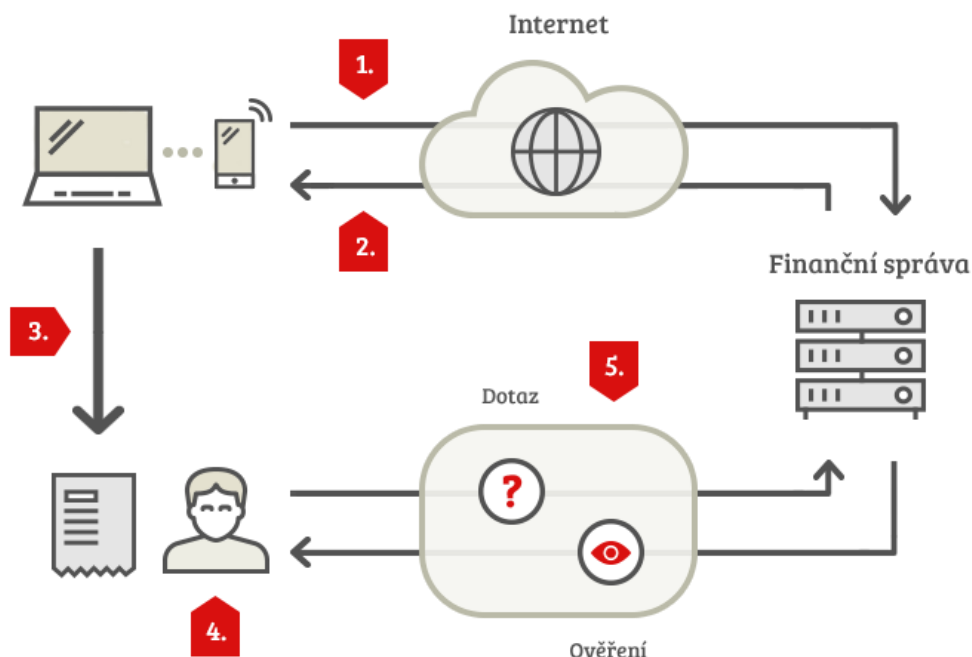 Internet
1.
2.
Finanční správa
3.
5.
Dotaz
?
4.
Ověření